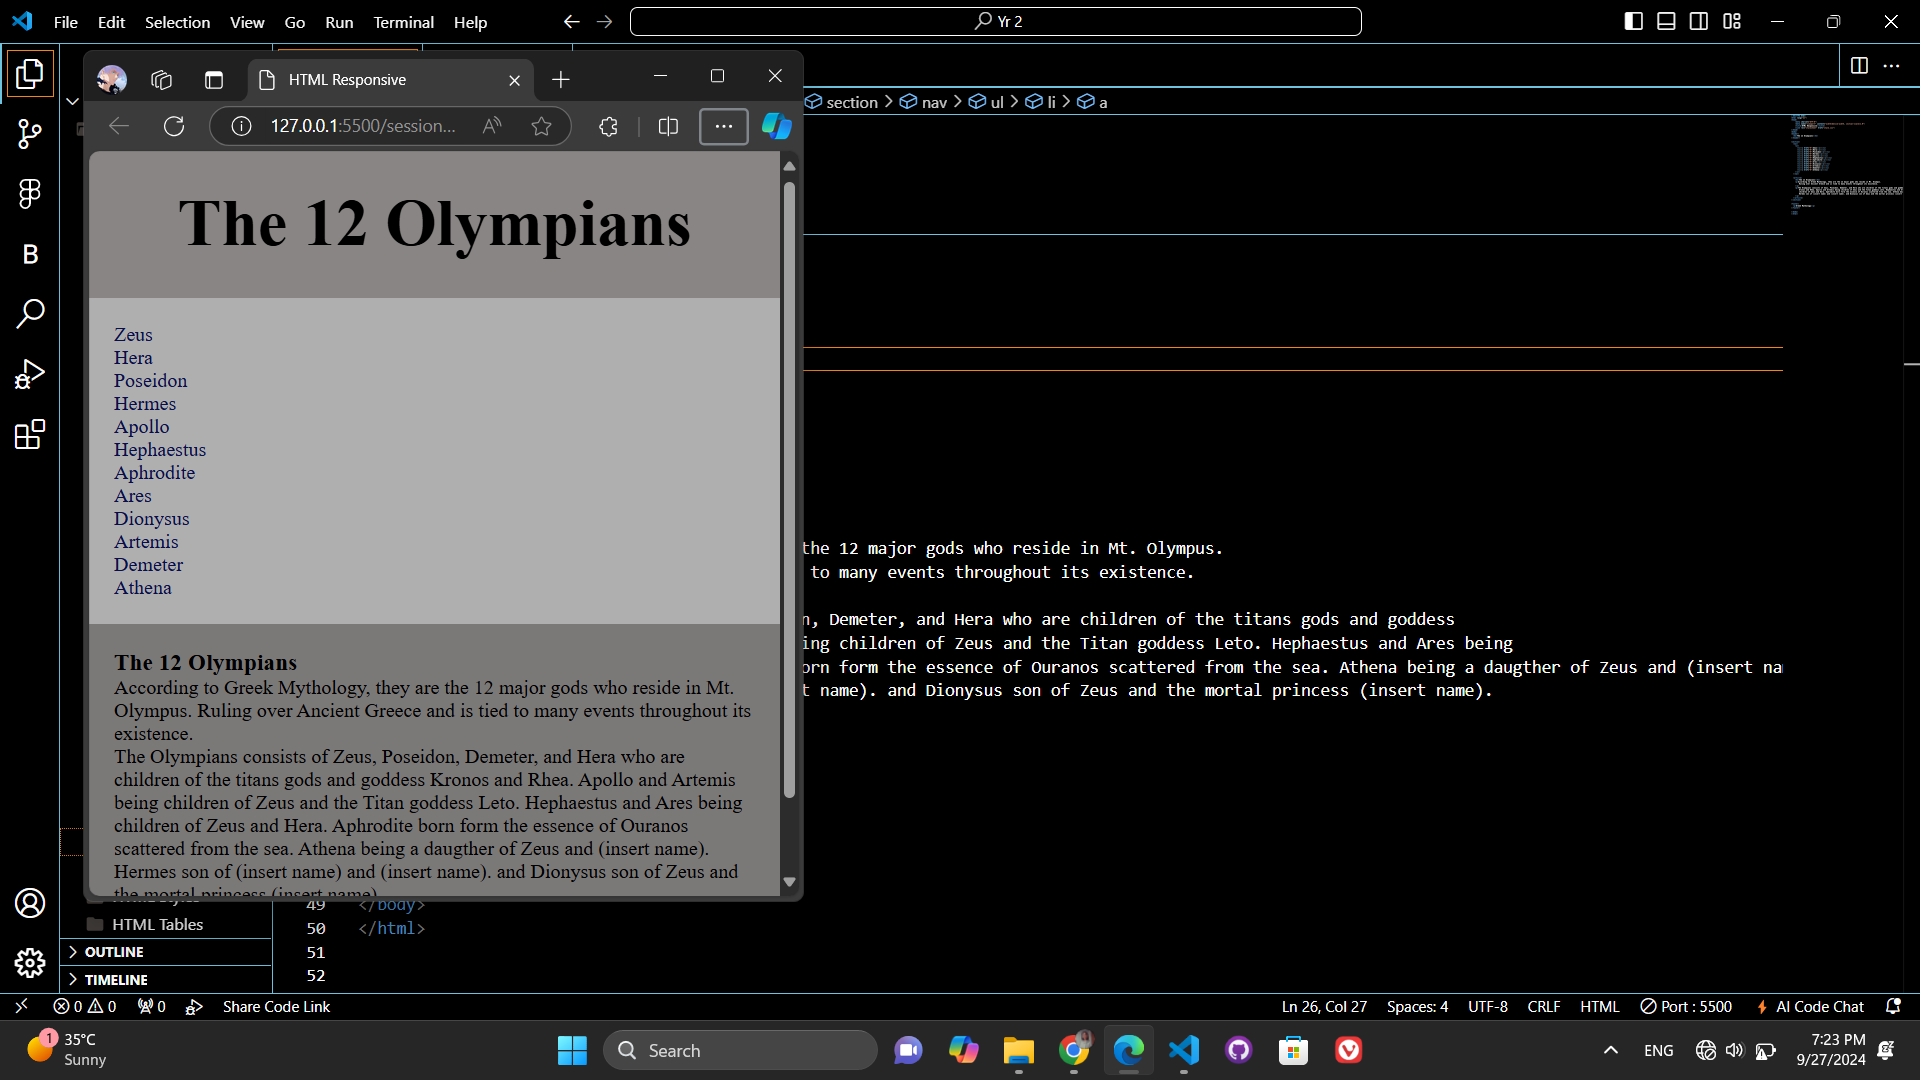 File Edit Selection View Go Run Terminal Help
Yr 2
HTML Responsive
127.0.0.1:5500/session...
section > nav > ul > li > a
The 12 Olympians
Zeus
Hera
Poseidon
Hermes
Apollo
Hephaestus
Aphrodite
Ares
Dionysus
Artemis
Demeter
Athena
The 12 Olympians
According to Greek Mythology, they are the 12 major gods who reside in Mt.
Olympus. Ruling over Ancient Greece and is tied to many events throughout its
existence.
The Olympians consists of Zeus, Poseidon, Demeter, and Hera who are
children of the titans gods and goddess Kronos and Rhea. Apollo and Artemis
being children of Zeus and the Titan goddess Leto. Hephaestus and Ares being
children of Zeus and Hera. Aphrodite born form the essence of Ouranos
scattered from the sea. Athena being a daugther of Zeus and (insert name).
Hermes son of (insert name) and (insert name). and Dionysus son of Zeus and
the mortal princess (insert name)
the 12 major gods who reside in Mt. Olympus.
to many events throughout its existence.
n, Demeter, and Hera who are children of the titans gods and goddess
ing children of Zeus and the Titan goddess Leto. Hephaestus and Ares being
orn form the essence of Ouranos scattered from the sea. Athena being a daugther of Zeus and (insert na
t name). and Dionysus son of Zeus and the mortal princess (insert name).
HTML Tables
OUTLINE
TIMELINE
49 </body>
50 </html>
51
52
0 0 0 Share Code Link
Ln 26, Col 27 Spaces: 4 UTF-8 CRLF HTML Port : 5500 AI Code Chat
1 35°C
Sunny
Search
ENG
7:23 PM
9/27/2024